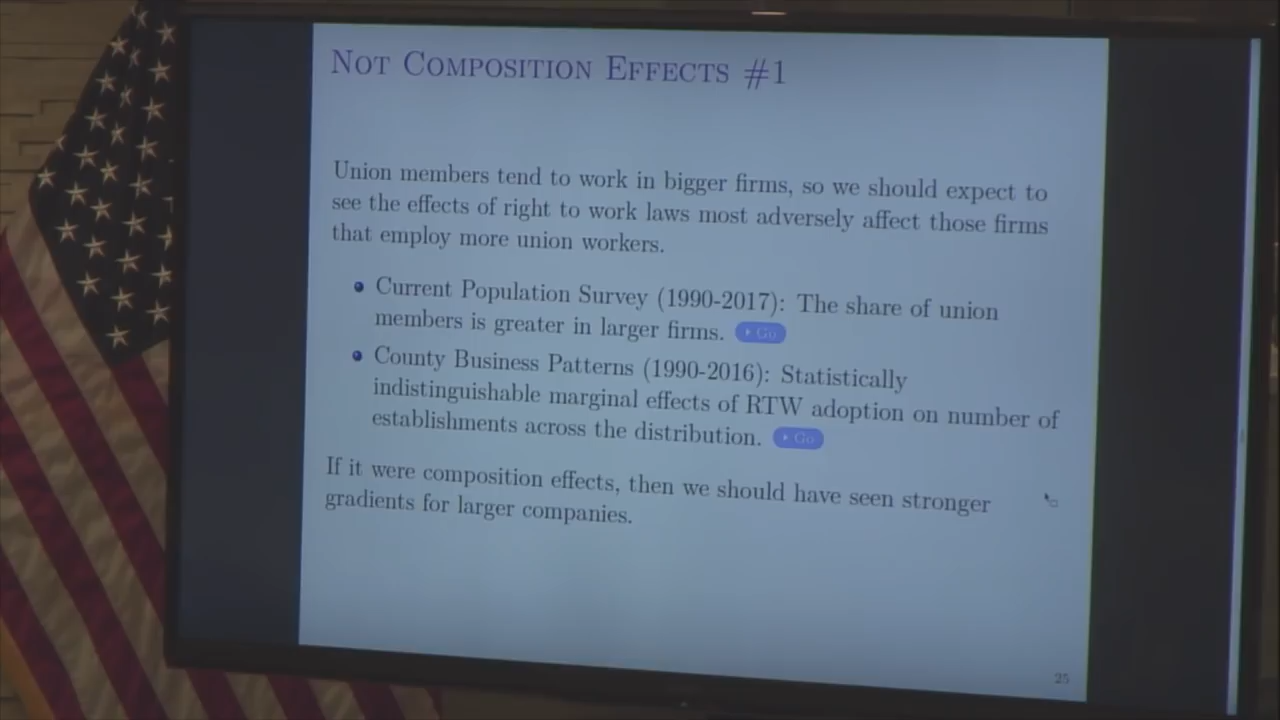 Not Composition Effects #1
Union members tend to work in bigger firms, so we should expect to
see the effects of right to work laws most adversely affect those firms
that employ more union workers.
Current Population Survey (1990-2017): The share of union
members is greater in larger firms. Go
County Business Patterns (1990-2016): Statistically
indistinguishable marginal effects of RTW adoption on number of
establishments across the distribution. Go
If it were composition effects, then we should have seen stronger
gradients for larger companies.
25